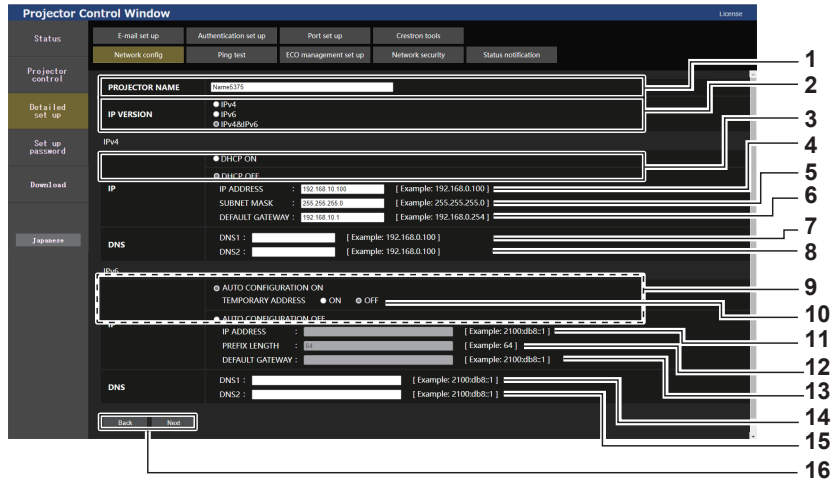 Projector Control Window
License
Status
E-mail set up
Authentication set up
Port set up
Crestron tools
Network config
Ping test
ECO management set up
Network security
Status notification
1
Projector
control
PROJECTOR NAME
Name5375
2
Detailed
set up
IP VERSION
IPv4
IPv6
IPv4&IPv6
3
Set up
password
IPv4
4
DHCP ON
DHCP OFF
5
Download
IP
IP ADDRESS : 192.168.10.100 [ Example: 192.168.0.100 ]
SUBNET MASK : 255.255.255.0 [ Example: 255.255.255.0 ]
6
DEFAULT GATEWAY : 192.168.10.1 [ Example: 192.168.0.254 ]
7
Japanese
DNS
DNS1 : [ Example: 192.168.0.100 ]
DNS2 : [ Example: 192.168.0.100 ]
8
IPv6
9
AUTO CONFIGURATION ON
TEMPORARY ADDRESS ON OFF
10
AUTO CONFIGURATION OFF
IP
IP ADDRESS : [ Example: 2100:db8::1 ]
11
PREFIX LENGTH : 64 [ Example: 64 ]
12
DEFAULT GATEWAY : [ Example: 2100:db8::1 ]
13
DNS
DNS1 : [ Example: 2100:db8::1 ]
DNS2 : [ Example: 2100:db8::1 ]
14
Back
Next
15
16